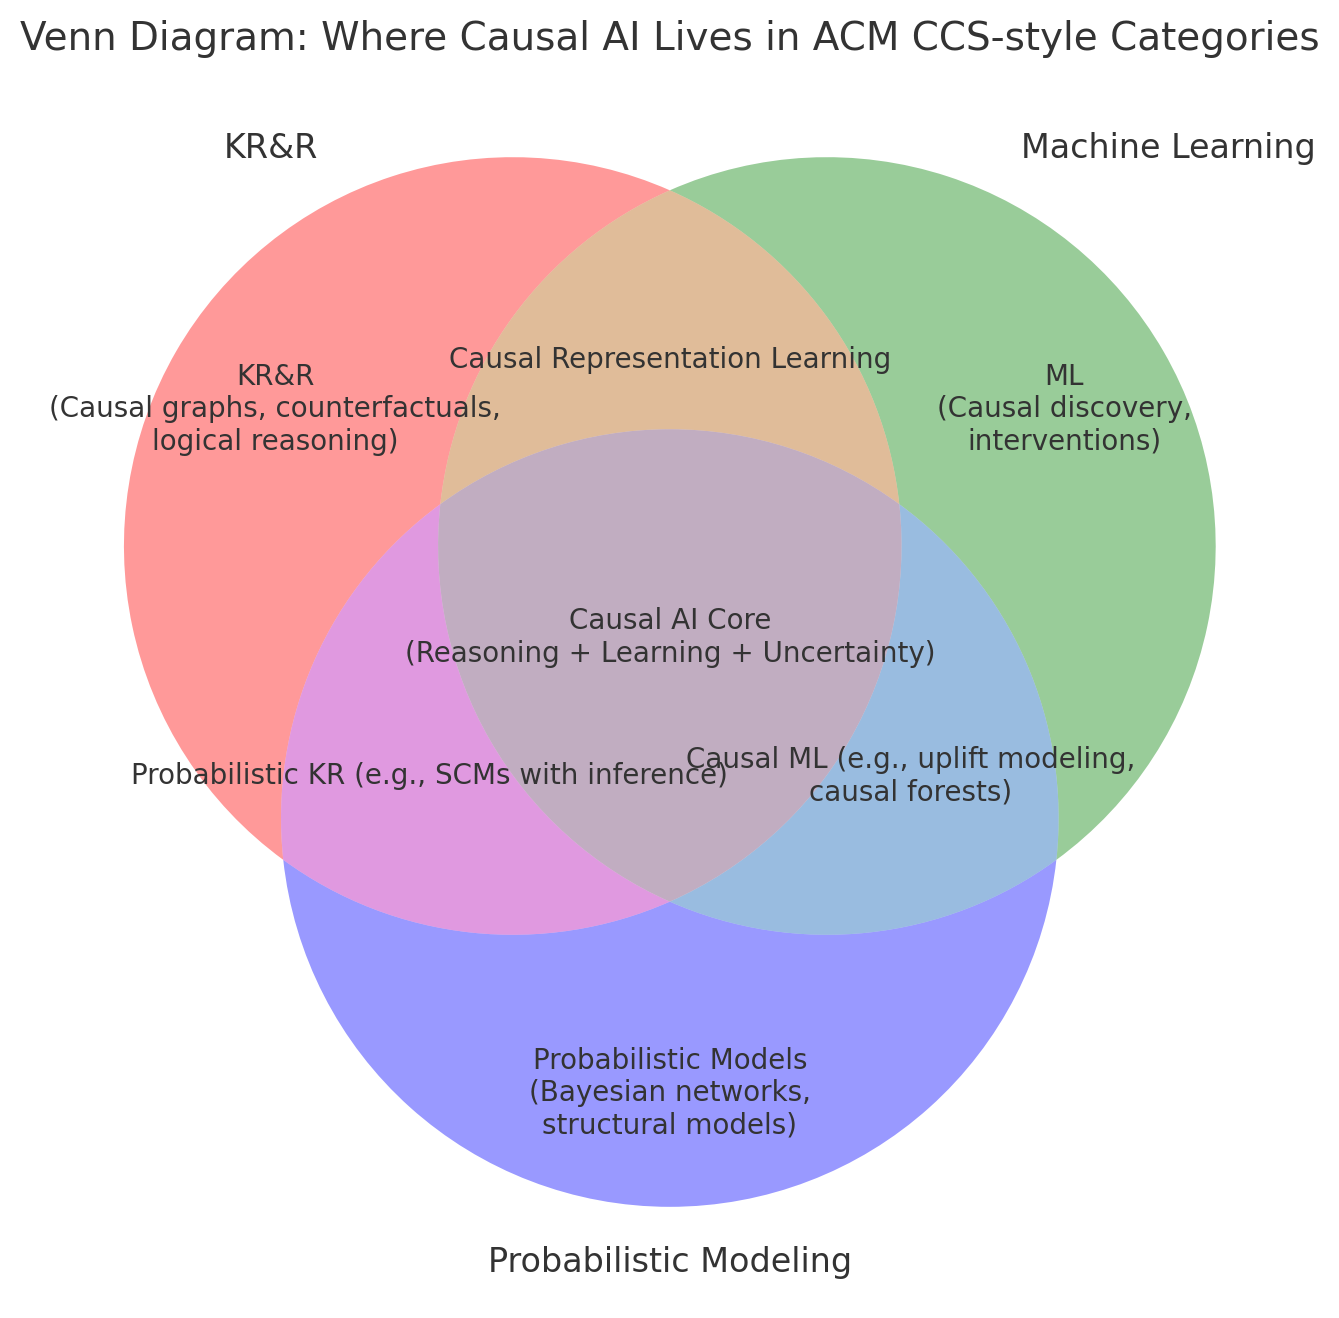 Venn Diagram: Where Causal AI Lives in ACM CCS-style Categories
KR&R
Machine Learning
Causal Representation Learning
KR&R
(Causal graphs, counterfactuals,
logical reasoning)
ML
(Causal discovery,
interventions)
Causal AI Core
(Reasoning + Learning + Uncertainty)
Probabilistic KR (e.g., SCMs with inference)
Causal ML (e.g., uplift modeling,
causal forests)
Probabilistic Models
(Bayesian networks,
structural models)
Probabilistic Modeling